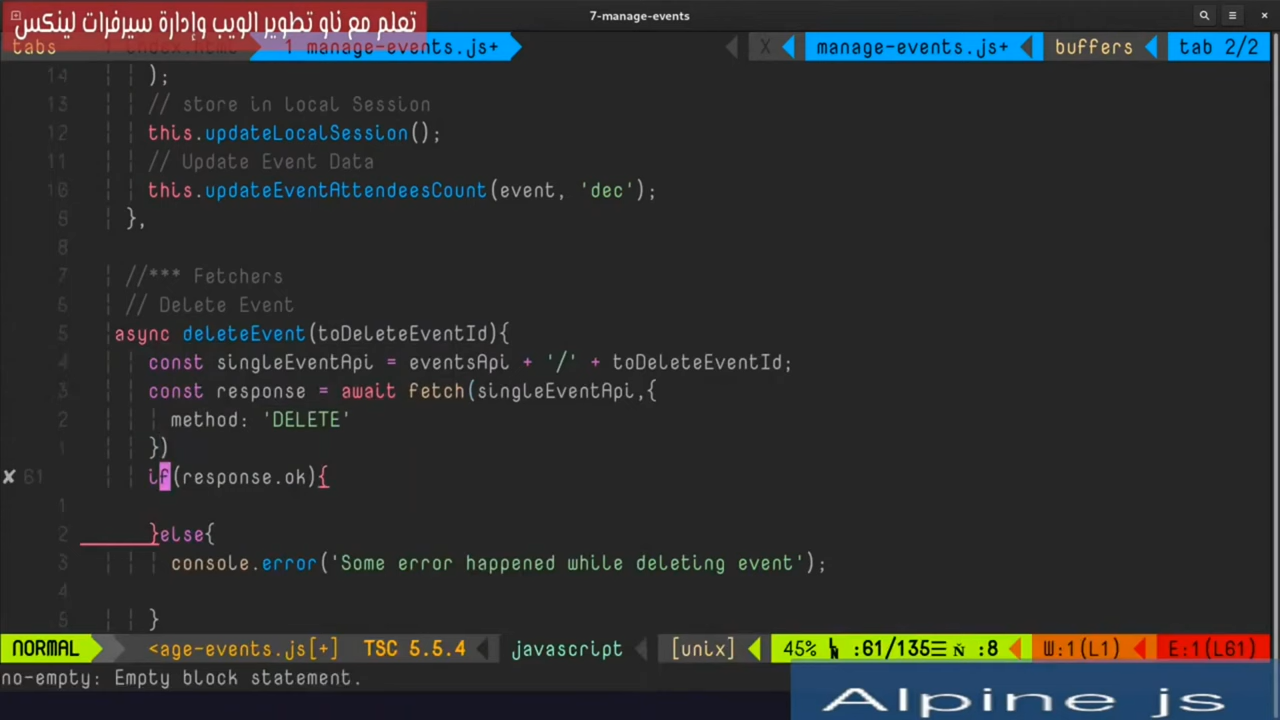 7-manage-events
تعلم مع ناو تطوير الويب وإدارة سيرفرات لينكس
tabs index.html 1 manage-events.js+ X manage-events.js+ buffers tab 2/2
14 );
13 // store in local Session
12 this.updateLocalSession();
11 // Update Event Data
10 this.updateEventAttendeesCount(event, 'dec');
9 },
8
7 //*** Fetchers
6 // Delete Event
5 async deleteEvent(toDeleteEventId){
4 const singleEventApi = eventsApi + '/' + toDeleteEventId;
3 const response = await fetch(singleEventApi,{
2 method: 'DELETE'
1 })
✘ 61 if(response.ok){
1
2 }else{
3 console.error('Some error happened while deleting event');
4
5 }
NORMAL <age-events.js[+] TSC 5.5.4 javascript [unix] 45% :61/135☰ :8 W:1(L1) E:1(L61)
no-empty: Empty block statement.
Alpine js